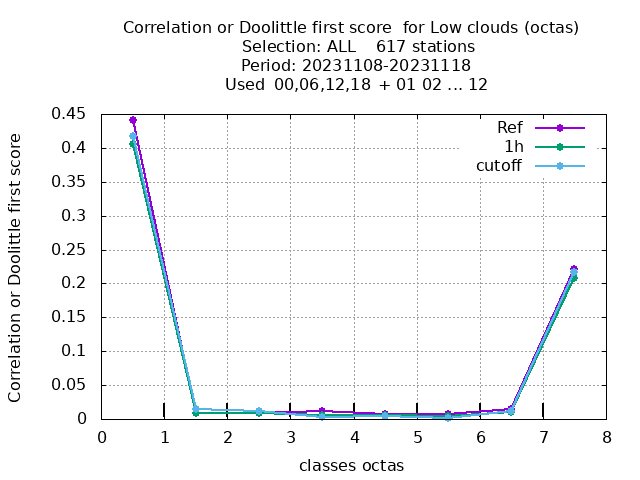 Correlation or Doolittle first score for Low clouds (octas)
Selection: ALL 617 stations
Period: 20231108-20231118
Used 00,06,12,18 + 01 02 ... 12
Correlation or Doolittle first score
0.45
0.4
0.35
0.3
0.25
0.2
0.15
0.1
0.05
0
Ref
1h
cutoff
0 1 2 3 4 5 6 7 8
classes octas